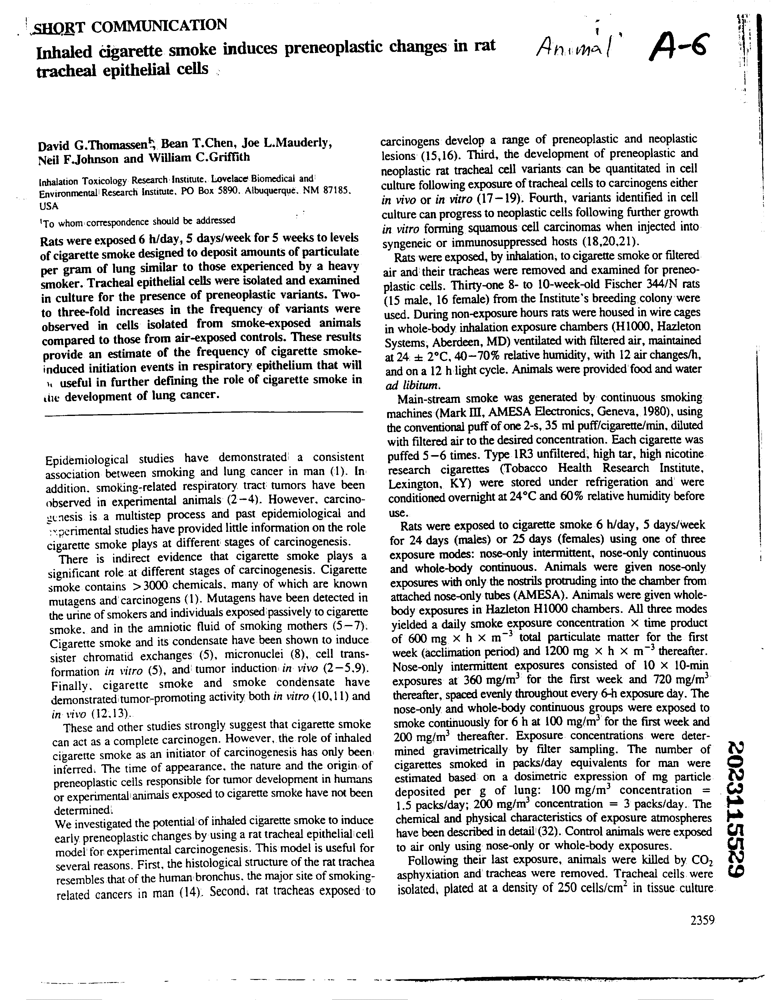 SHORT COMMUNICATION
Inhaled cigarette smoke induces preneoplastic changes in rat
tracheal epithelial cells
Animal A-6
David G.Thomassen¹, Bean T.Chen, Joe L.Mauderly,
Neil F.Johnson and William C.Griffith
Inhalation Toxicology Research Institute, Lovelace Biomedical and
Environmental Research Institute, PO Box 5890, Albuquerque, NM 87185,
USA
¹To whom correspondence should be addressed
Rats were exposed 6 h/day, 5 days/week for 5 weeks to levels
of cigarette smoke designed to deposit amounts of particulate
per gram of lung similar to those experienced by a heavy
smoker. Tracheal epithelial cells were isolated and examined
in culture for the presence of preneoplastic variants. Two-
to three-fold increases in the frequency of variants were
observed in cells isolated from smoke-exposed animals
compared to those from air-exposed controls. These results
provide an estimate of the frequency of cigarette smoke-
induced initiation events in respiratory epithelium that will
useful in further defining the role of cigarette smoke in
the development of lung cancer.
Epidemiological studies have demonstrated a consistent
association between smoking and lung cancer in man (1). In
addition, smoking-related respiratory tract tumors have been
observed in experimental animals (2–4). However, carcino-
genesis is a multistep process and past epidemiological and
experimental studies have provided little information on the role
cigarette smoke plays at different stages of carcinogenesis.
There is indirect evidence that cigarette smoke plays a
significant role at different stages of carcinogenesis. Cigarette
smoke contains >3000 chemicals, many of which are known
mutagens and carcinogens (1). Mutagens have been detected in
the urine of smokers and individuals exposed passively to cigarette
smoke, and in the amniotic fluid of smoking mothers (5–7).
Cigarette smoke and its condensate have been shown to induce
sister chromatid exchanges (5), micronuclei (8), cell trans-
formation in vitro (5), and tumor induction in vivo (2–5,9).
Finally, cigarette smoke and smoke condensate have
demonstrated tumor-promoting activity both in vitro (10,11) and
in vivo (12,13).
These and other studies strongly suggest that cigarette smoke
can act as a complete carcinogen. However, the role of inhaled
cigarette smoke as an initiator of carcinogenesis has only been
inferred. The time of appearance, the nature and the origin of
preneoplastic cells responsible for tumor development in humans
or experimental animals exposed to cigarette smoke have not been
determined.
We investigated the potential of inhaled cigarette smoke to induce
early preneoplastic changes by using a rat tracheal epithelial cell
model for experimental carcinogenesis. This model is useful for
several reasons. First, the histological structure of the rat trachea
resembles that of the human bronchus, the major site of smoking-
related cancers in man (14). Second, rat tracheas exposed to
carcinogens develop a range of preneoplastic and neoplastic
lesions (15,16). Third, the development of preneoplastic and
neoplastic rat tracheal cell variants can be quantitated in cell
culture following exposure of tracheal cells to carcinogens either
in vivo or in vitro (17–19). Fourth, variants identified in cell
culture can progress to neoplastic cells following further growth
in vitro forming squamous cell carcinomas when injected into
syngeneic or immunosuppressed hosts (18,20,21).
Rats were exposed, by inhalation, to cigarette smoke or filtered
air and their tracheas were removed and examined for preneo-
plastic cells. Thirty-one 8- to 10-week-old Fischer 344/N rats
(15 male, 16 female) from the Institute's breeding colony were
used. During non-exposure hours rats were housed in wire cages
in whole-body inhalation exposure chambers (H1000, Hazleton
Systems, Aberdeen, MD) ventilated with filtered air, maintained
at 24 ± 2°C, 40–70% relative humidity, with 12 air changes/h,
and on a 12 h light cycle. Animals were provided food and water
ad libitum.
Main-stream smoke was generated by continuous smoking
machines (Mark III, AMESA Electronics, Geneva, 1980), using
the conventional puff of one 2-s, 35 ml puff/cigarette/min, diluted
with filtered air to the desired concentration. Each cigarette was
puffed 5–6 times. Type 1R3 unfiltered, high tar, high nicotine
research cigarettes (Tobacco Health Research Institute,
Lexington, KY) were stored under refrigeration and were
conditioned overnight at 24°C and 60% relative humidity before
use.
Rats were exposed to cigarette smoke 6 h/day, 5 days/week
for 24 days (males) or 25 days (females) using one of three
exposure modes: nose-only intermittent, nose-only continuous
and whole-body continuous. Animals were given nose-only
exposures with only the nostrils protruding into the chamber from
attached nose-only tubes (AMESA). Animals were given whole-
body exposures in Hazleton H1000 chambers. All three modes
yielded a daily smoke exposure concentration × time product
of 600 mg × h × m⁻³ total particulate matter for the first
week (acclimation period) and 1200 mg × h × m⁻³ thereafter.
Nose-only intermittent exposures consisted of 10 × 10-min
exposures at 360 mg/m³ for the first week and 720 mg/m³
thereafter, spaced evenly throughout every 6-h exposure day. The
nose-only and whole-body continuous groups were exposed to
smoke continuously for 6 h at 100 mg/m³ for the first week and
200 mg/m³ thereafter. Exposure concentrations were deter-
mined gravimetrically by filter sampling. The number of
cigarettes smoked in packs/day equivalents for man were
estimated based on a dosimetric expression of mg particle
deposited per g of lung: 100 mg/m³ concentration =
1.5 packs/day; 200 mg/m³ concentration = 3 packs/day. The
chemical and physical characteristics of exposure atmospheres
have been described in detail (32). Control animals were exposed
to air only using nose-only or whole-body exposures.
Following their last exposure, animals were killed by CO₂
asphyxiation and tracheas were removed. Tracheal cells were
isolated, plated at a density of 250 cells/cm² in tissue culture
2023115529
2359